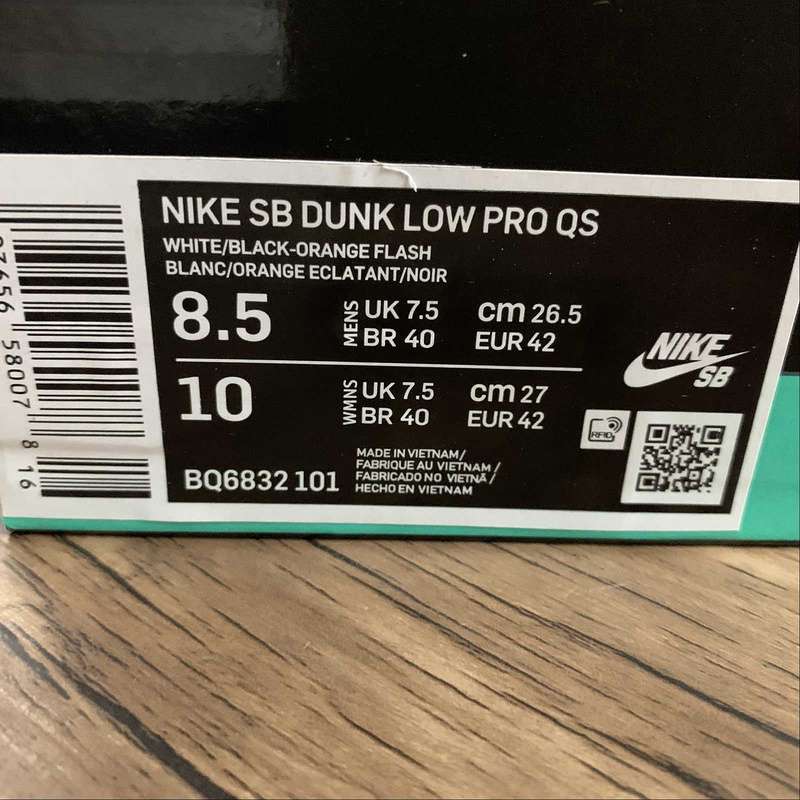 NIKE SB DUNK LOW PRO QS
WHITE/BLACK-ORANGE FLASH
BLANC/ORANGE ECLATANT/NOIR
8.5 MENS UK 7.5 cm 26.5
BR 40 EUR 42
10 WMNS UK 7.5 cm 27
BR 40 EUR 42
NIKE
SB
RFID
BQ6832 101
MADE IN VIETNAM/
FABRIQUE AU VIETNAM/
FABRICADO NO VIETNÃ/
HECHO EN VIETNAM
58007 8 16